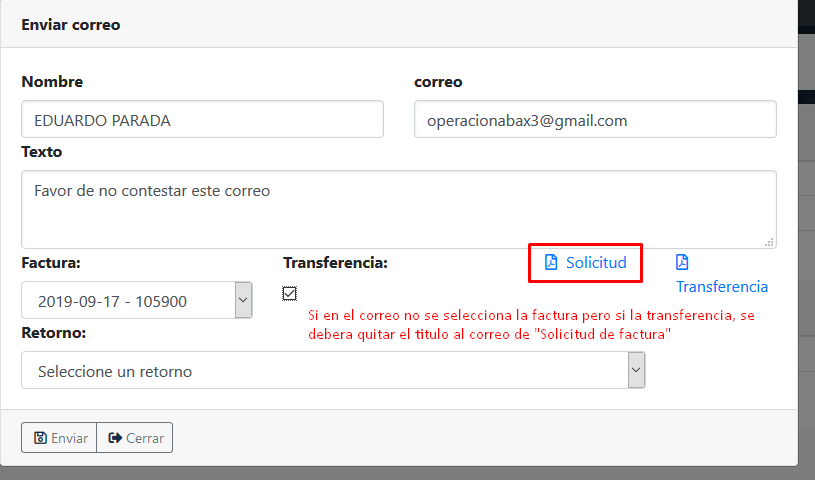 Enviar correo
Nombre
correo
EDUARDO PARADA
operacionabax3@gmail.com
Texto
Favor de no contestar este correo
Factura:
Transferencia:
Solicitud
Transferencia
2019-09-17 - 105900
Si en el correo no se selecciona la factura pero si la transferencia, se
debera quitar el titulo al correo de "Solicitud de factura"
Retorno:
Seleccione un retorno
Enviar
Cerrar